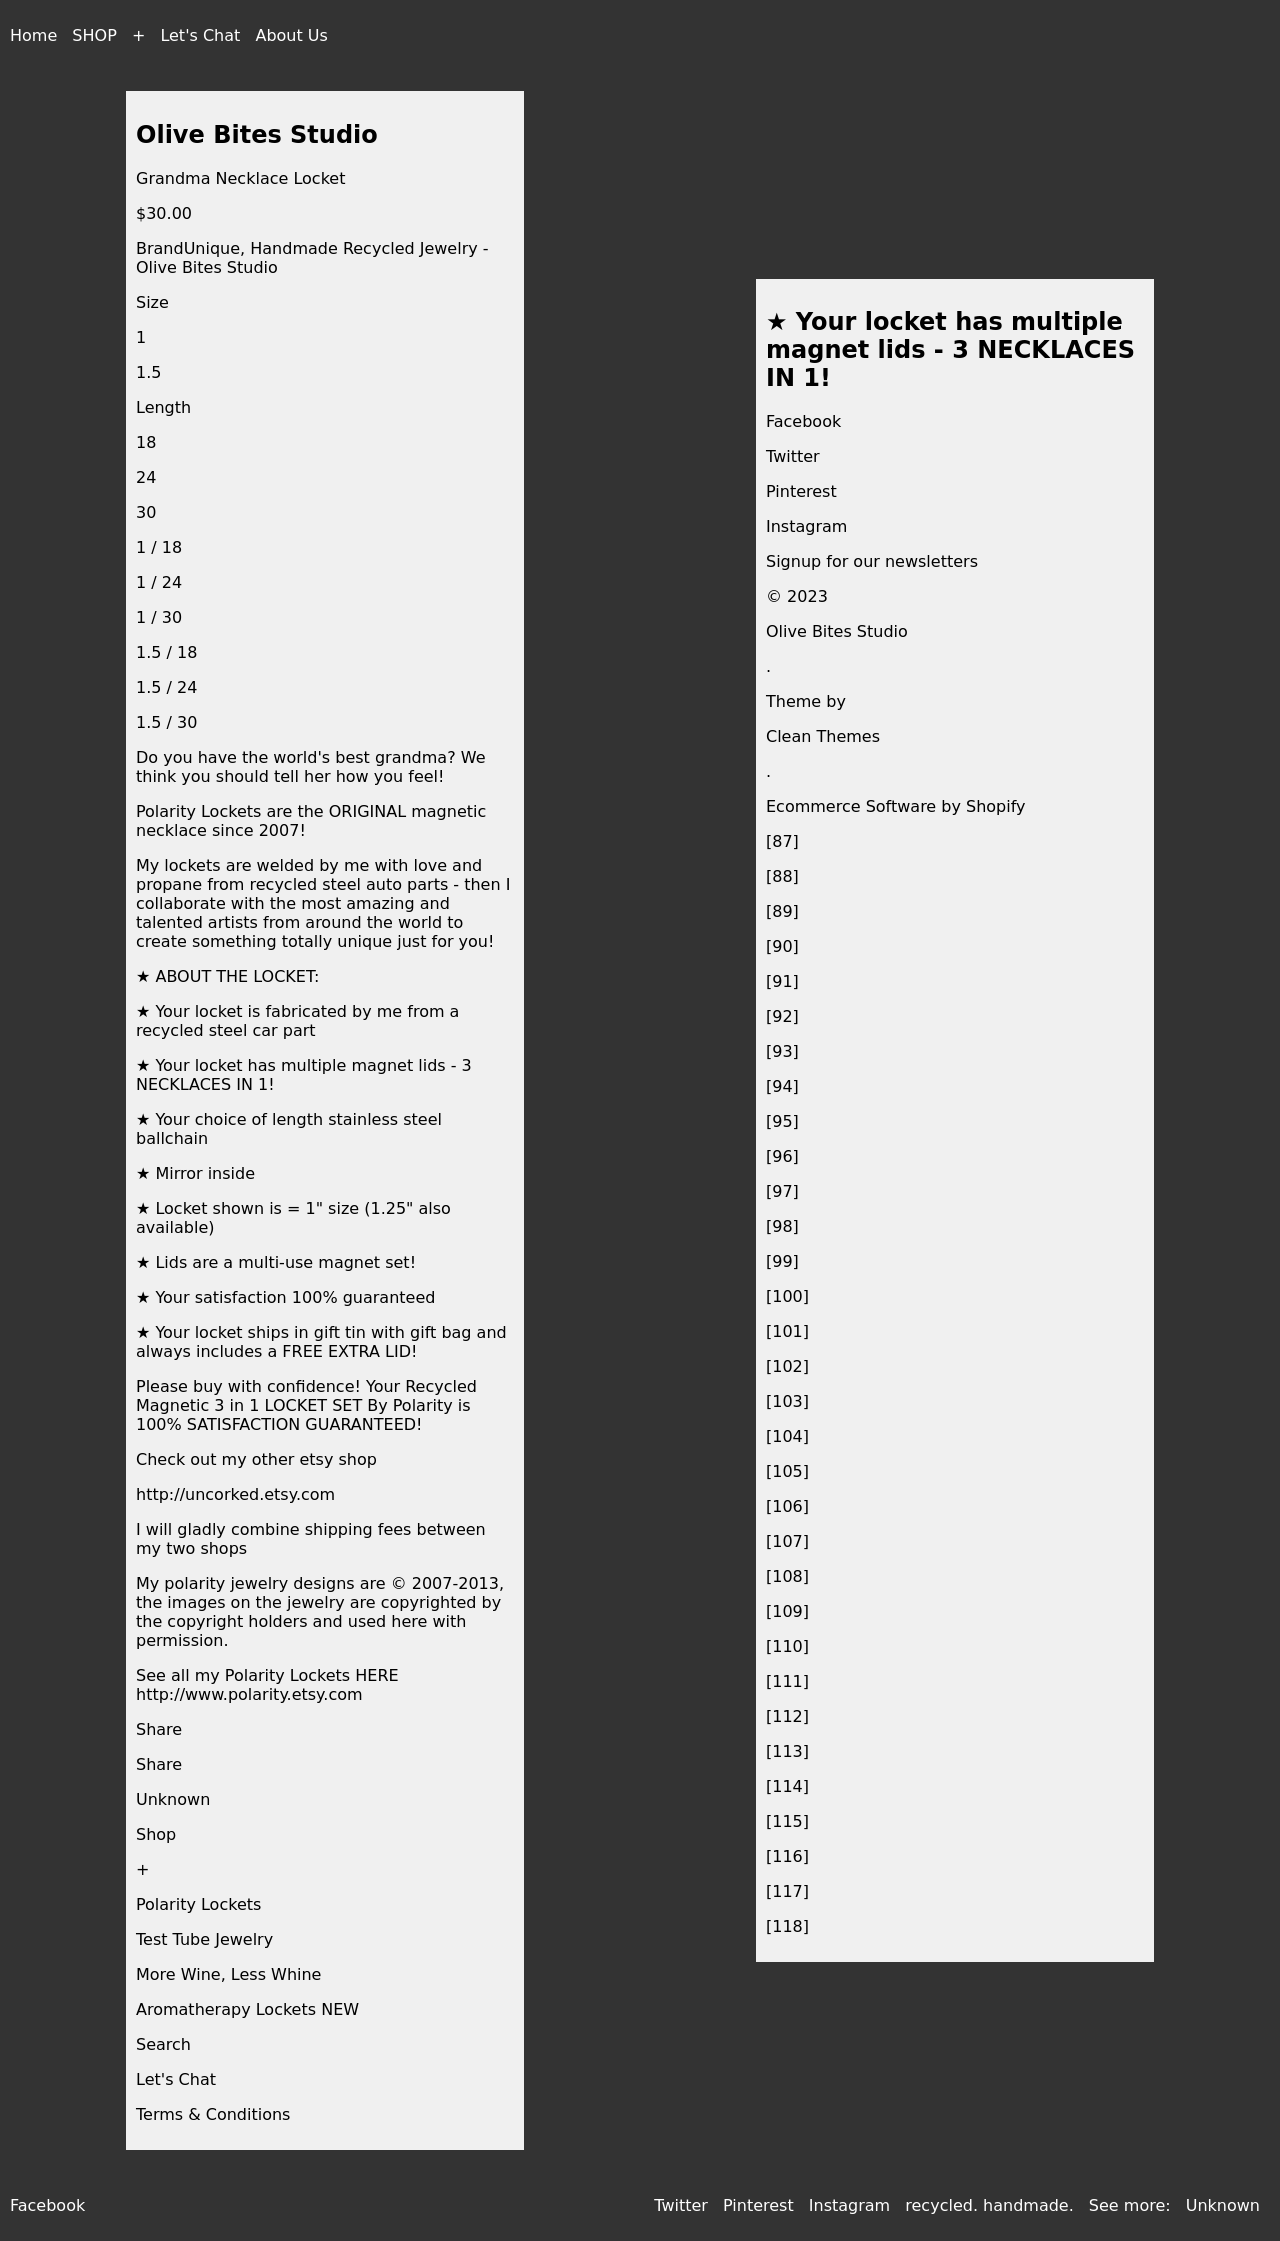 Home SHOP + Let's Chat About Us
Olive Bites Studio
Grandma Necklace Locket
$30.00
BrandUnique, Handmade Recycled Jewelry -
Olive Bites Studio
Size
1
1.5
Length
18
24
30
1 / 18
1 / 24
1 / 30
1.5 / 18
1.5 / 24
1.5 / 30
Do you have the world's best grandma? We
think you should tell her how you feel!
Polarity Lockets are the ORIGINAL magnetic
necklace since 2007!
My lockets are welded by me with love and
propane from recycled steel auto parts - then I
collaborate with the most amazing and
talented artists from around the world to
create something totally unique just for you!
★ ABOUT THE LOCKET:
★ Your locket is fabricated by me from a
recycled steel car part
★ Your locket has multiple magnet lids - 3
NECKLACES IN 1!
★ Your choice of length stainless steel
ballchain
★ Mirror inside
★ Locket shown is = 1" size (1.25" also
available)
★ Lids are a multi-use magnet set!
★ Your satisfaction 100% guaranteed
★ Your locket ships in gift tin with gift bag and
always includes a FREE EXTRA LID!
Please buy with confidence! Your Recycled
Magnetic 3 in 1 LOCKET SET By Polarity is
100% SATISFACTION GUARANTEED!
Check out my other etsy shop
http://uncorked.etsy.com
I will gladly combine shipping fees between
my two shops
My polarity jewelry designs are © 2007-2013,
the images on the jewelry are copyrighted by
the copyright holders and used here with
permission.
See all my Polarity Lockets HERE
http://www.polarity.etsy.com
Share
Share
Unknown
Shop
+
Polarity Lockets
Test Tube Jewelry
More Wine, Less Whine
Aromatherapy Lockets NEW
Search
Let's Chat
Terms & Conditions
★ Your locket has multiple
magnet lids - 3 NECKLACES
IN 1!
Facebook
Twitter
Pinterest
Instagram
Signup for our newsletters
© 2023
Olive Bites Studio
.
Theme by
Clean Themes
.
Ecommerce Software by Shopify
[87]
[88]
[89]
[90]
[91]
[92]
[93]
[94]
[95]
[96]
[97]
[98]
[99]
[100]
[101]
[102]
[103]
[104]
[105]
[106]
[107]
[108]
[109]
[110]
[111]
[112]
[113]
[114]
[115]
[116]
[117]
[118]
Facebook Twitter Pinterest Instagram recycled. handmade. See more: Unknown